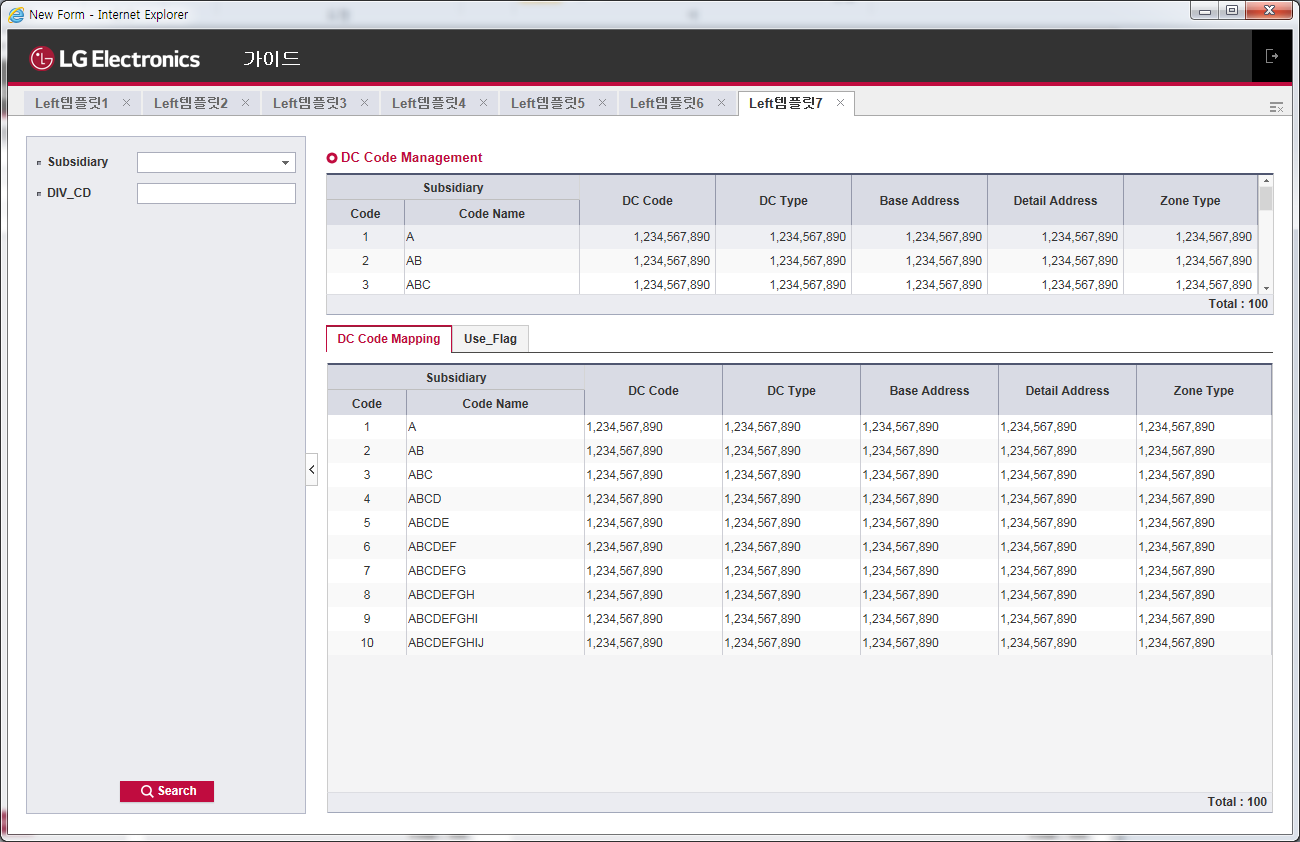 New Form - Internet Explorer
LG Electronics 가이드
Left템플릿1 Left템플릿2 Left템플릿3 Left템플릿4 Left템플릿5 Left템플릿6 Left템플릿7
Subsidiary
DIV_CD
Search
DC Code Management
Subsidiary DC Code DC Type Base Address Detail Address Zone Type
Code Code Name
1 A 1,234,567,890 1,234,567,890 1,234,567,890 1,234,567,890 1,234,567,890
2 AB 1,234,567,890 1,234,567,890 1,234,567,890 1,234,567,890 1,234,567,890
3 ABC 1,234,567,890 1,234,567,890 1,234,567,890 1,234,567,890 1,234,567,890
Total : 100
DC Code Mapping Use_Flag
Subsidiary DC Code DC Type Base Address Detail Address Zone Type
Code Code Name
1 A 1,234,567,890 1,234,567,890 1,234,567,890 1,234,567,890 1,234,567,890
2 AB 1,234,567,890 1,234,567,890 1,234,567,890 1,234,567,890 1,234,567,890
3 ABC 1,234,567,890 1,234,567,890 1,234,567,890 1,234,567,890 1,234,567,890
4 ABCD 1,234,567,890 1,234,567,890 1,234,567,890 1,234,567,890 1,234,567,890
5 ABCDE 1,234,567,890 1,234,567,890 1,234,567,890 1,234,567,890 1,234,567,890
6 ABCDEF 1,234,567,890 1,234,567,890 1,234,567,890 1,234,567,890 1,234,567,890
7 ABCDEFG 1,234,567,890 1,234,567,890 1,234,567,890 1,234,567,890 1,234,567,890
8 ABCDEFGH 1,234,567,890 1,234,567,890 1,234,567,890 1,234,567,890 1,234,567,890
9 ABCDEFGHI 1,234,567,890 1,234,567,890 1,234,567,890 1,234,567,890 1,234,567,890
10 ABCDEFGHIJ 1,234,567,890 1,234,567,890 1,234,567,890 1,234,567,890 1,234,567,890
Total : 100